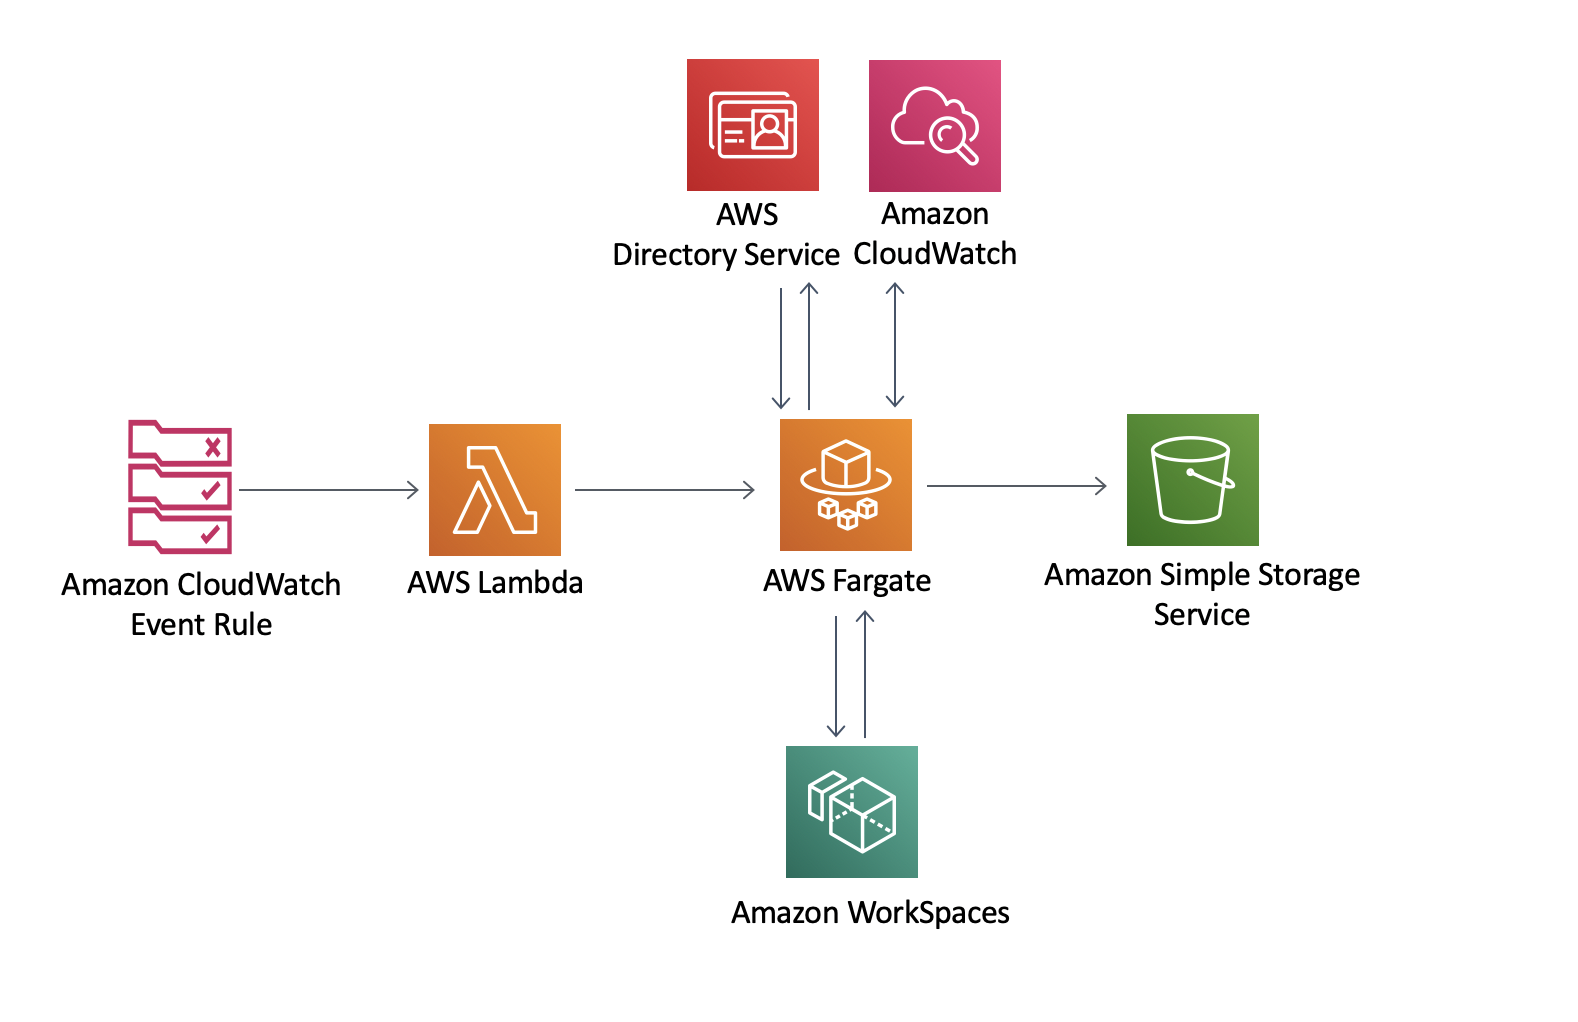 AWS
Directory Service
Amazon
CloudWatch
Amazon CloudWatch
Event Rule
AWS Lambda
AWS Fargate
Amazon Simple Storage
Service
Amazon WorkSpaces